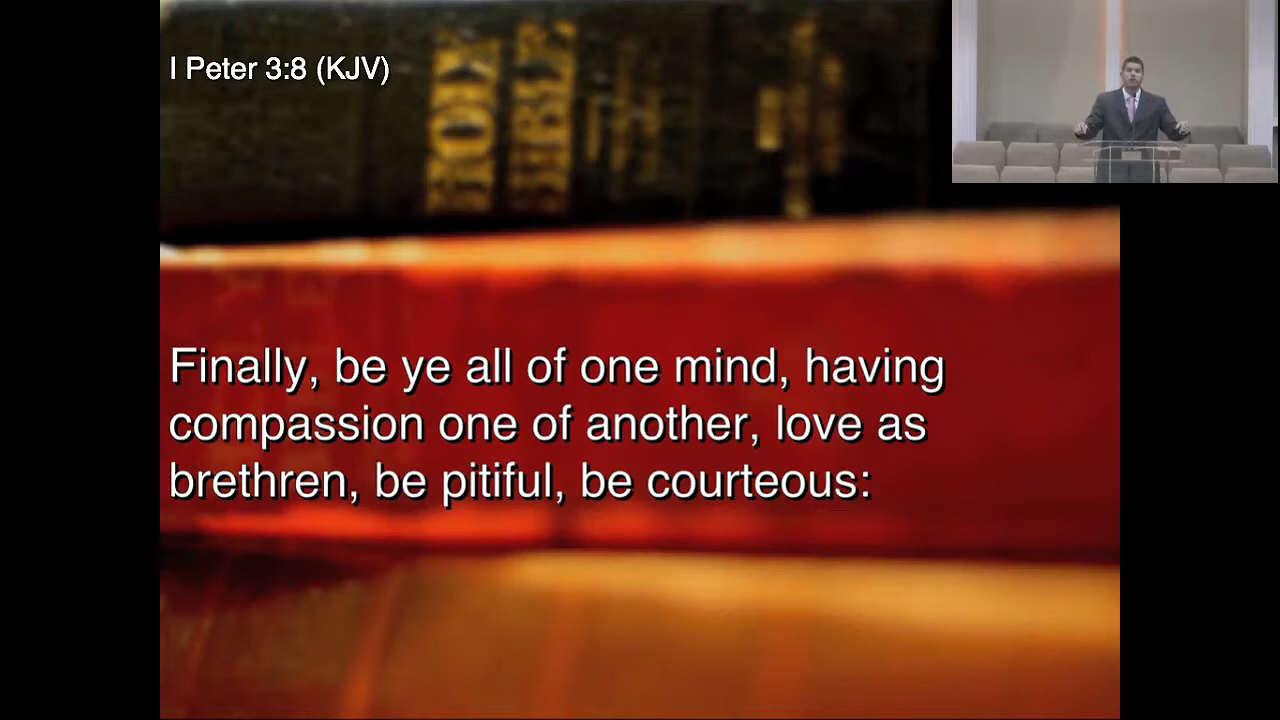 I Peter 3:8 (KJV)
Finally, be ye all of one mind, having
compassion one of another, love as
brethren, be pitiful, be courteous: